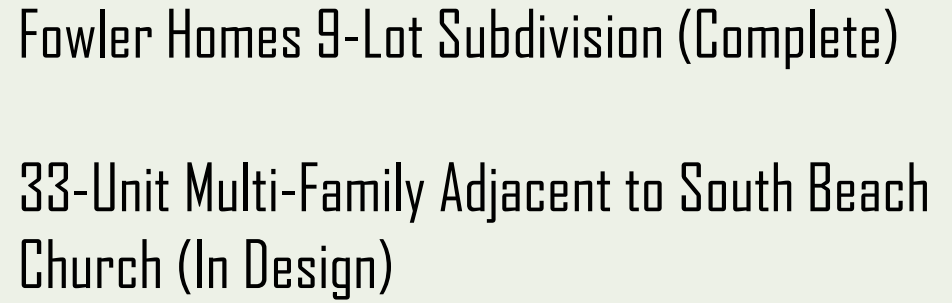 Fowler Homes 9-Lot Subdivision (Complete)
33-Unit Multi-Family Adjacent to South Beach
Church (In Design)